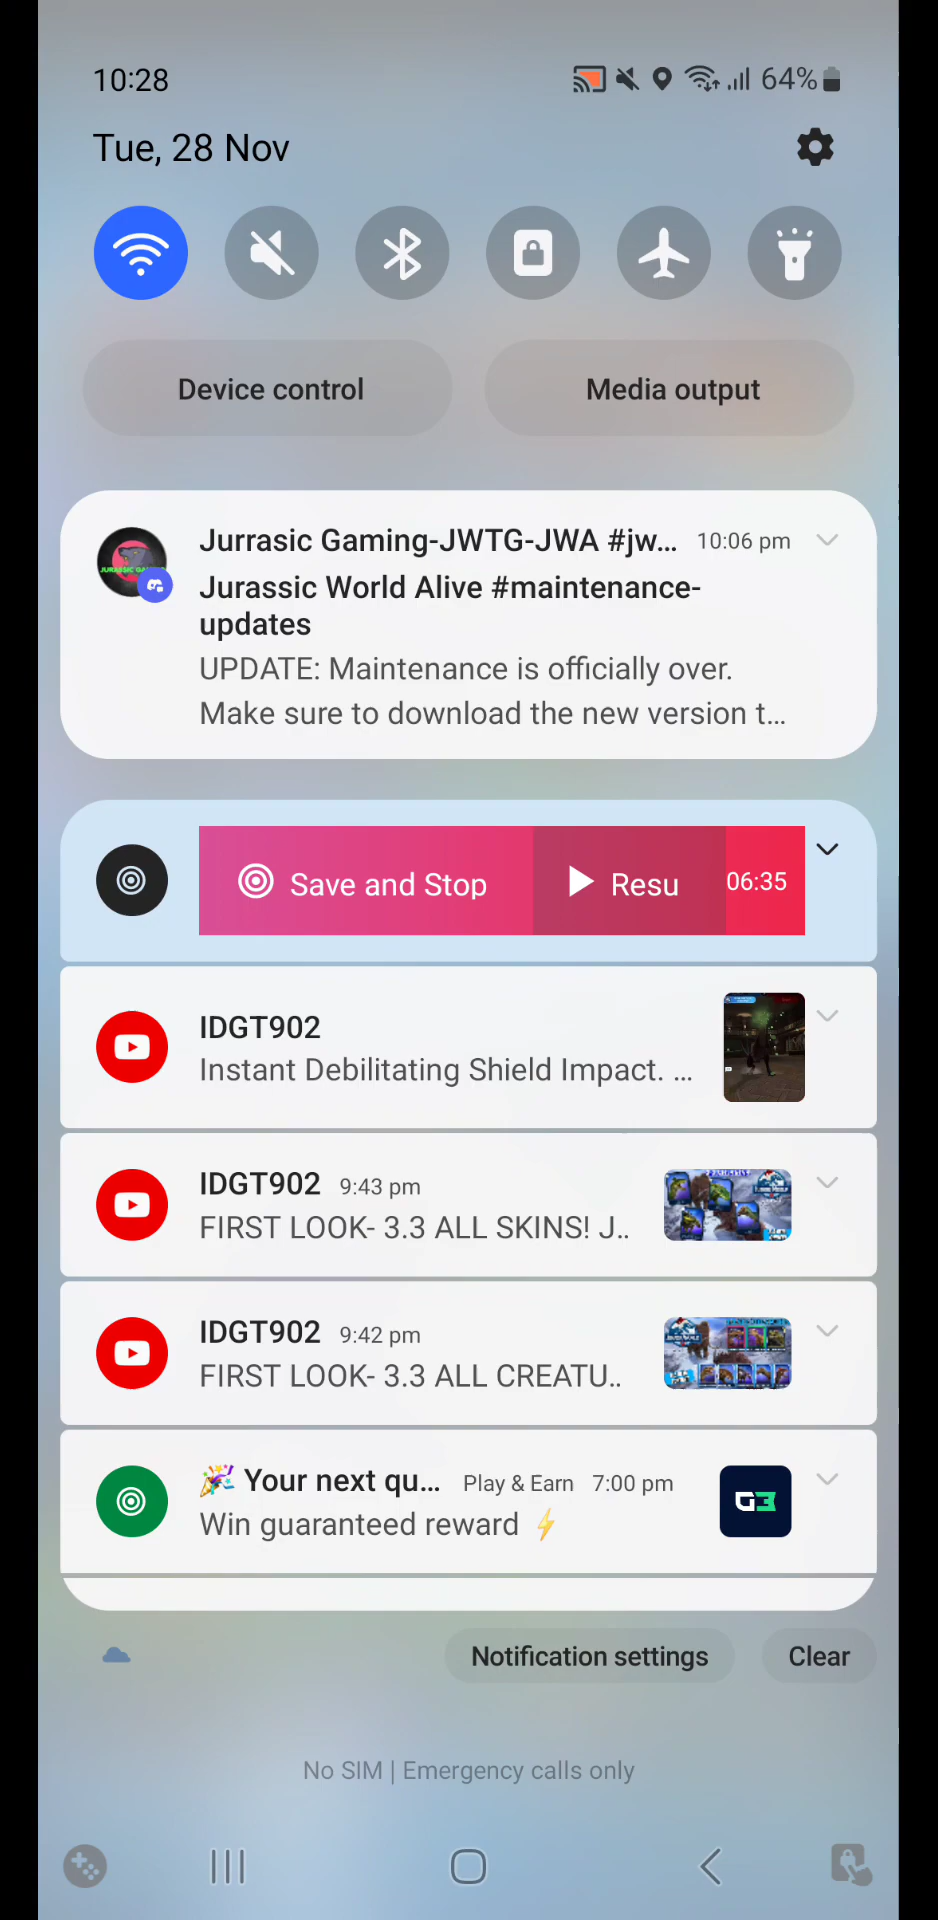 10:28
64%
Tue, 28 Nov
Device control
Media output
Jurrasic Gaming-JWTG-JWA #jw... 10:06 pm
Jurassic World Alive #maintenance-
updates
UPDATE: Maintenance is officially over.
Make sure to download the new version t...
Save and Stop
Resu
06:35
IDGT902
Instant Debilitating Shield Impact. ...
IDGT902 9:43 pm
FIRST LOOK- 3.3 ALL SKINS! J..
IDGT902 9:42 pm
FIRST LOOK- 3.3 ALL CREATU..
🎉 Your next qu... Play & Earn 7:00 pm
Win guaranteed reward ⚡
G3
Notification settings
Clear
No SIM | Emergency calls only